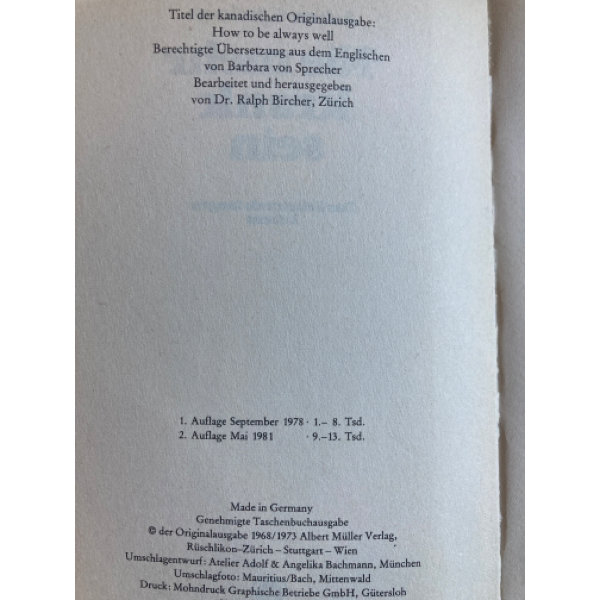 Titel der kanadischen Originalausgabe:
How to be always well
Berechtigte Übersetzung aus dem Englischen
von Barbara von Sprecher
Bearbeitet und herausgegeben
von Dr. Ralph Bircher, Zürich
sein
1. Auflage September 1978 · 1.– 8. Tsd.
2. Auflage Mai 1981 · 9.–13. Tsd.
Made in Germany
Genehmigte Taschenbuchausgabe
© der Originalausgabe 1968/1973 Albert Müller Verlag,
Rüschlikon-Zürich – Stuttgart – Wien
Umschlagentwurf: Atelier Adolf & Angelika Bachmann, München
Umschlagfoto: Mauritius/Bach, Mittenwald
Druck: Mohndruck Graphische Betriebe GmbH, Gütersloh